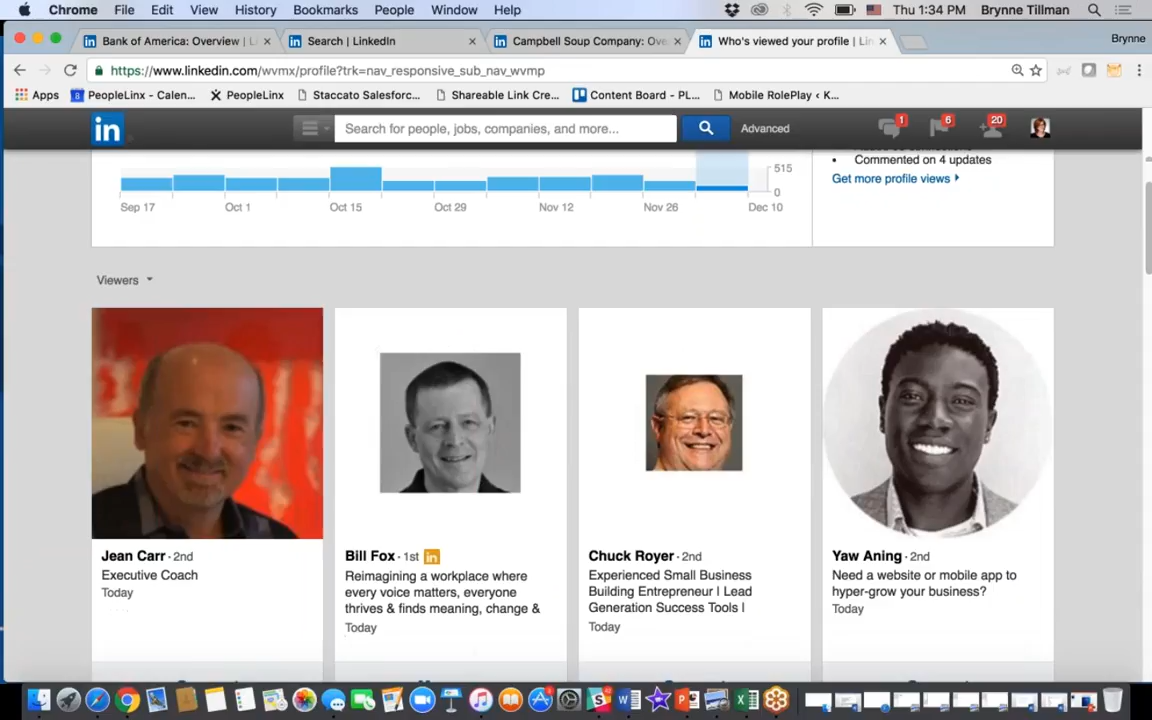 Chrome File Edit View History Bookmarks People Window Help Thu 1:34 PM Brynne Tillman
Bank of America: Overview | L
Search | LinkedIn
Campbell Soup Company: Ove
Who's viewed your profile | Lin
Brynne
https://www.linkedin.com/wvmx/profile?trk=nav_responsive_sub_nav_wvmp
Apps
8 PeopleLinx - Calen...
PeopleLinx
Staccato Salesforc...
Shareable Link Cre...
Content Board - PL...
Mobile RolePlay < K...
in Search for people, jobs, companies, and more... Advanced 1 6 20
Commented on 4 updates
Get more profile views
515
0
Sep 17 Oct 1 Oct 15 Oct 29 Nov 12 Nov 26 Dec 10
Viewers
Jean Carr · 2nd
Executive Coach
Today
Bill Fox · 1st in
Reimagining a workplace where
every voice matters, everyone
thrives & finds meaning, change &
Today
Chuck Royer · 2nd
Experienced Small Business
Building Entrepreneur | Lead
Generation Success Tools |
Today
Yaw Aning · 2nd
Need a website or mobile app to
hyper-grow your business?
Today